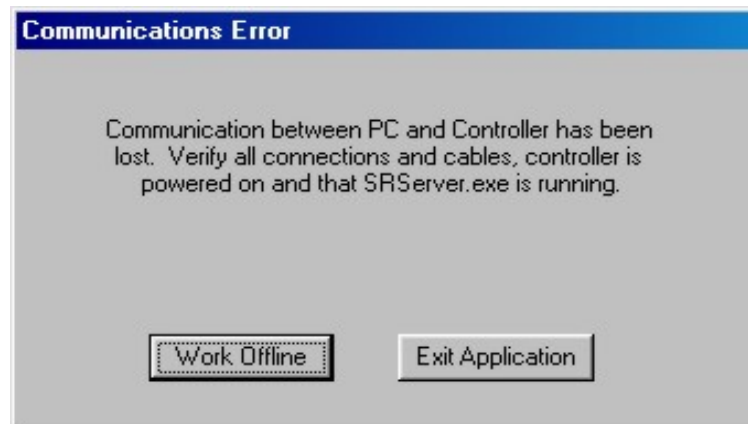 Communications Error
Communication between PC and Controller has been
lost. Verify all connections and cables, controller is
powered on and that SRServer.exe is running.
Work Offline
Exit Application